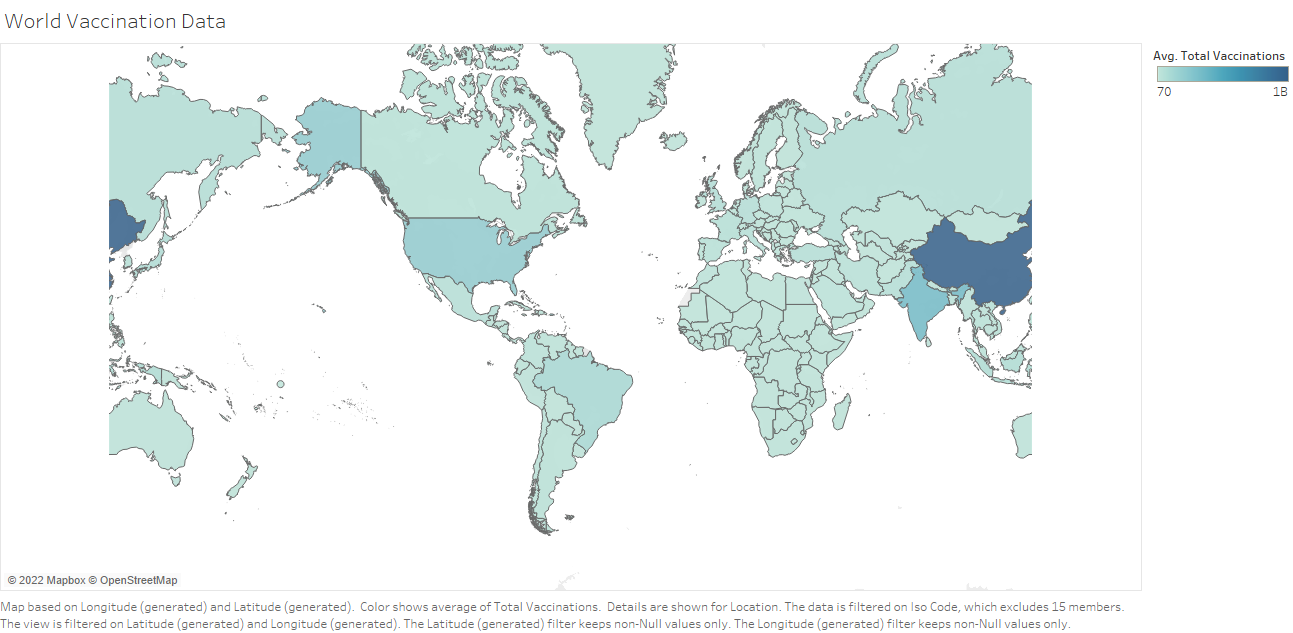 World Vaccination Data
Avg. Total Vaccinations
70 1B
© 2022 Mapbox © OpenStreetMap
Map based on Longitude (generated) and Latitude (generated).  Color shows average of Total Vaccinations.  Details are shown for Location. The data is filtered on Iso Code, which excludes 15 members.
The view is filtered on Latitude (generated) and Longitude (generated). The Latitude (generated) filter keeps non-Null values only. The Longitude (generated) filter keeps non-Null values only.